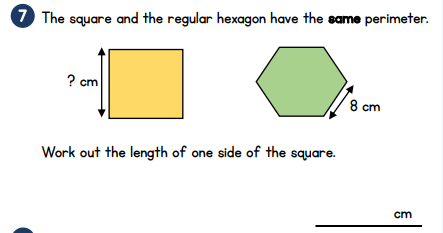 7 The square and the regular hexagon have the same perimeter.
? cm
8 cm
Work out the length of one side of the square.
cm